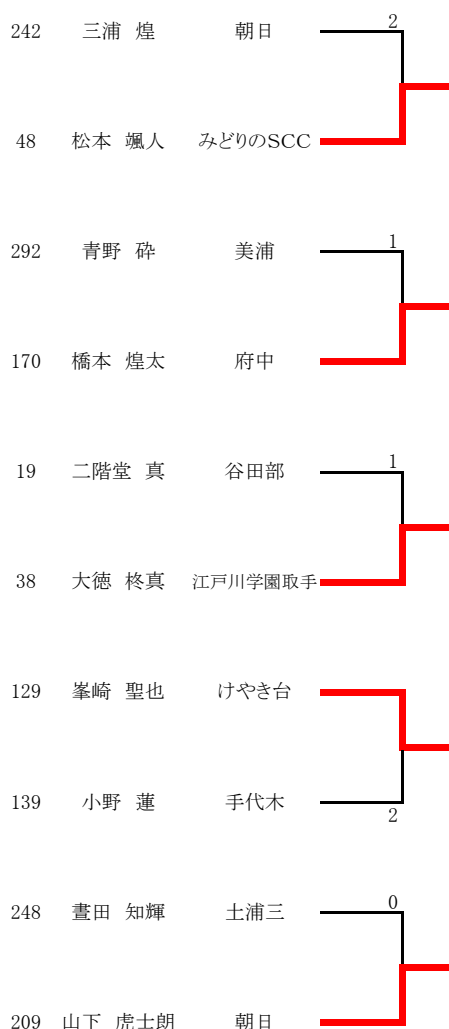 242 三浦 煌 朝日 2
48 松本 颯人 みどりのSCC
292 青野 砕 美浦 1
170 橋本 煌太 府中
19 二階堂 真 谷田部 1
38 大徳 柊真 江戸川学園取手
129 峯崎 聖也 けやき台
139 小野 蓮 手代木 2
248 晝田 知輝 土浦三 0
209 山下 虎士朗 朝日